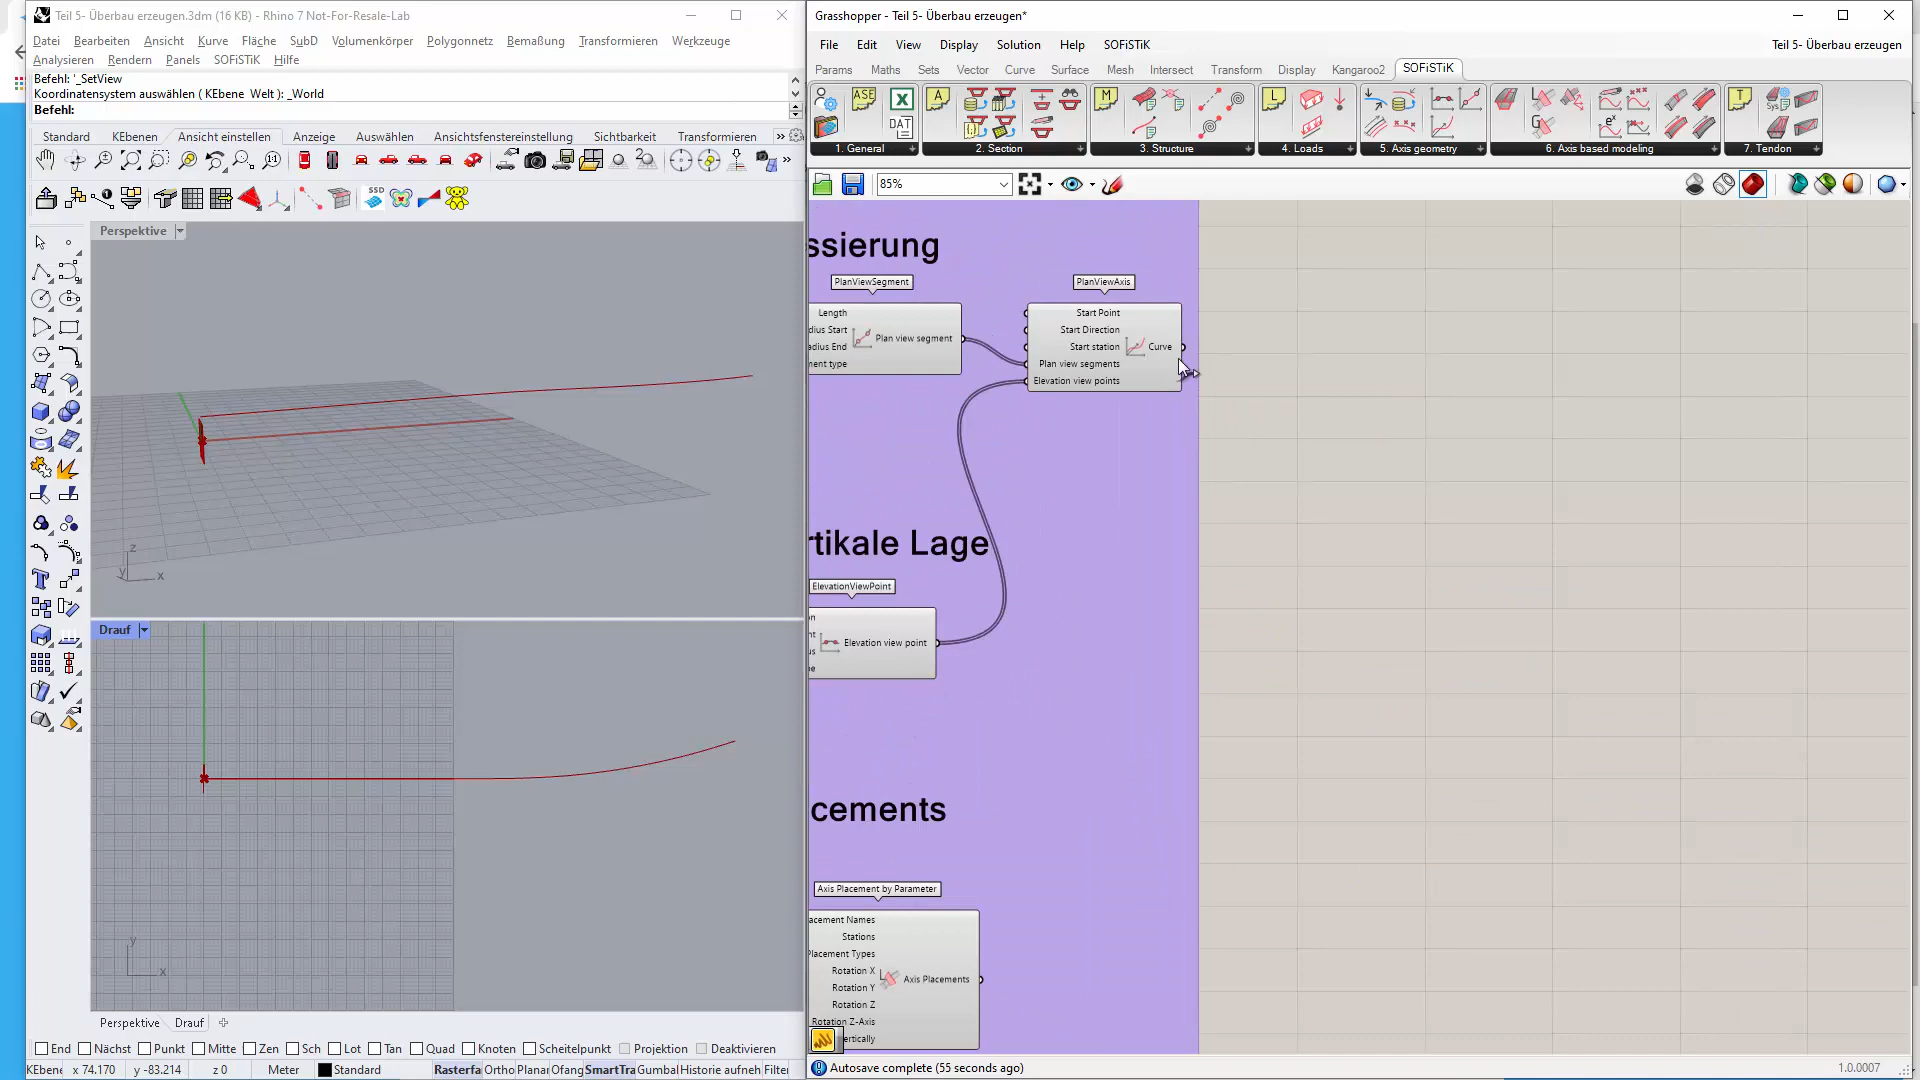 Teil 5- Überbau erzeugen.3dm (16 KB) - Rhino 7 Not-For-Resale-Lab
Datei Bearbeiten Ansicht Kurve Fläche SubD Volumenkörper Polygonnetz Bemaßung Transformieren Werkzeuge
Analysieren Rendern Panels SOFiSTiK Hilfe
Befehl: '_SetView
Koordinatensystem auswählen ( KEbene Welt ): _World
Befehl:
Standard KEbenen Ansicht einstellen Anzeige Auswählen Ansichtsfenstereinstellung Sichtbarkeit Transformieren »
SSD
Perspektive
z
y x
Drauf
y
x
Perspektive Drauf
End Nächst Punkt Mitte Zen Sch Lot Tan Quad Knoten Scheitelpunkt Projektion Deaktivieren
KEbene x 74.170 y -83.214 z 0 Meter Standard Rasterfa Ortho Planar Ofang SmartTra Gumbal Historie aufneh Filter
Grasshopper - Teil 5- Überbau erzeugen*
File Edit View Display Solution Help SOFiSTiK Teil 5- Überbau erzeugen
Params Maths Sets Vector Curve Surface Mesh Intersect Transform Display Kangaroo2 SOFiSTiK
ASE A M L T Sys
DAT G
1. General 2. Section 3. Structure 4. Loads 5. Axis geometry 6. Axis based modeling 7. Tendon
85%
ssierung
PlanViewSegment
Length
dius Start
adius End
ment type
Plan view segment
PlanViewAxis
Start Point
Start Direction
Start station
Plan view segments
Elevation view points
Curve
rtikale Lage
ElevationViewPoint
Elevation view point
cements
Axis Placement by Parameter
acement Names
Stations
Placement Types
Rotation X
Rotation Y
Rotation Z
Rotation Z-Axis
ertically
Axis Placements
Autosave complete (55 seconds ago)
1.0.0007